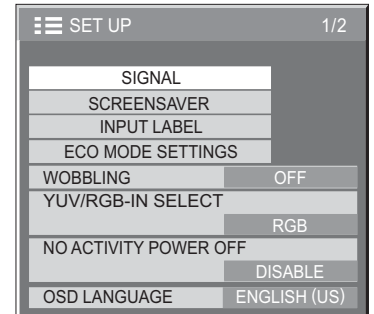 SET UP 1/2
SIGNAL
SCREENSAVER
INPUT LABEL
ECO MODE SETTINGS
WOBBLING OFF
YUV/RGB-IN SELECT
RGB
NO ACTIVITY POWER OFF
DISABLE
OSD LANGUAGE ENGLISH (US)